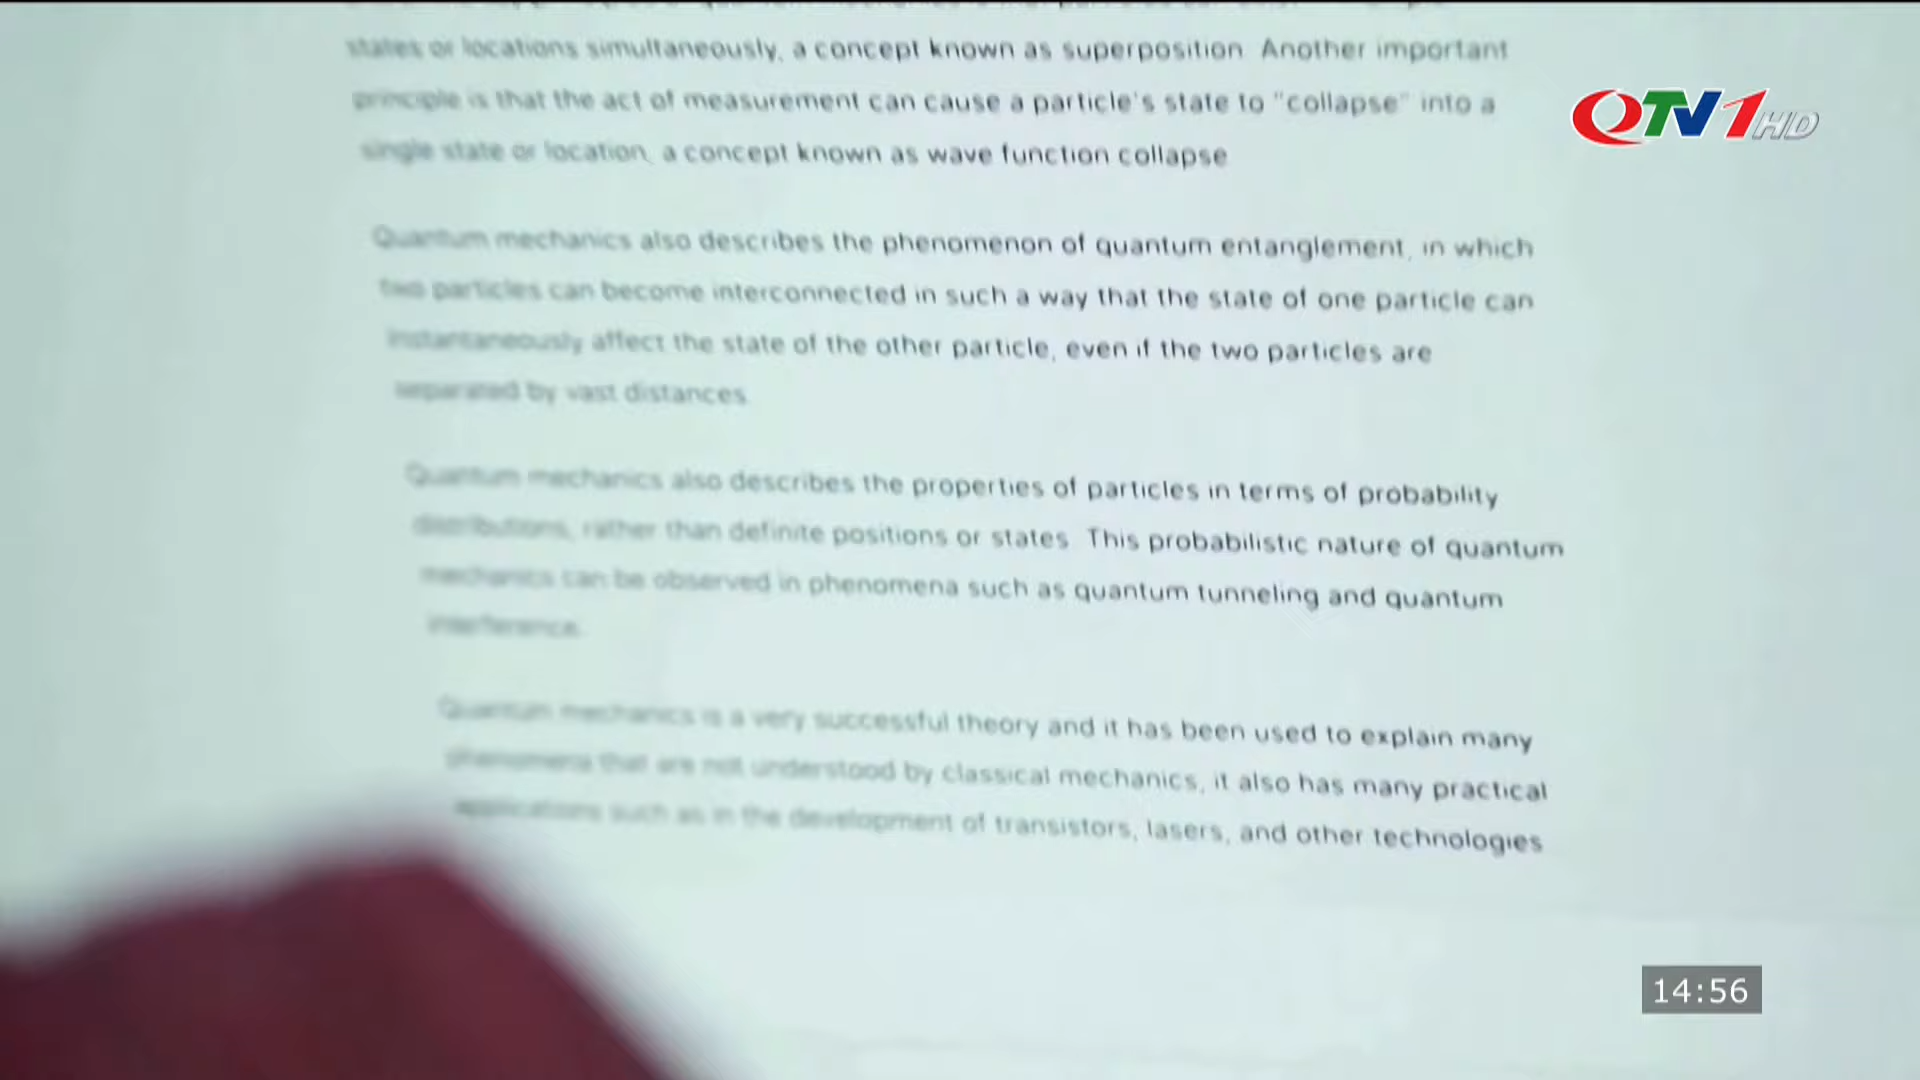 states or locations simultaneously, a concept known as superposition. Another important
principle is that the act of measurement can cause a particle's state to "collapse" into a
single state or location, a concept known as wave function collapse
Quantum mechanics also describes the phenomenon of quantum entanglement, in which
two particles can become interconnected in such a way that the state of one particle can
instantaneously affect the state of the other particle, even if the two particles are
separated by vast distances.
Quantum mechanics also describes the properties of particles in terms of probability
distributions, rather than definite positions or states. This probabilistic nature of quantum
mechanics can be observed in phenomena such as quantum tunneling and quantum
interference.
Quantum mechanics is a very successful theory and it has been used to explain many
phenomena that are not understood by classical mechanics, it also has many practical
applications such as in the development of transistors, lasers, and other technologies
QTV1HD
14:56